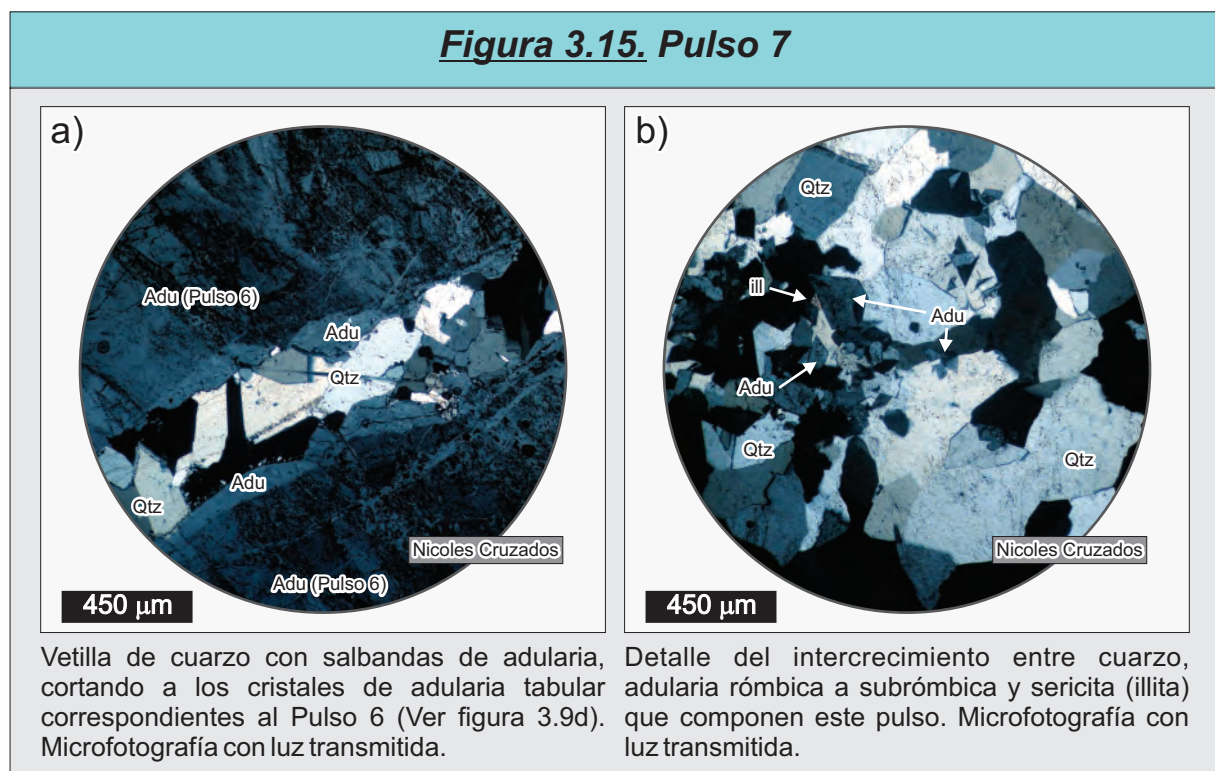 Figura 3.15. Pulso 7
a)
Adu (Pulso 6)
Adu
Qtz
Adu
Qtz
Nicoles Cruzados
Adu (Pulso 6)
450 µm
Vetilla de cuarzo con salbandas de adularia,
cortando a los cristales de adularia tabular
correspondientes al Pulso 6 (Ver figura 3.9d).
Microfotografía con luz transmitida.
b)
Qtz
ill
Adu
Adu
Qtz
Qtz
Nicoles Cruzados
450 µm
Detalle del intercrecimiento entre cuarzo,
adularia rómbica a subrómbica y sericita (illita)
que componen este pulso. Microfotografía con
luz transmitida.